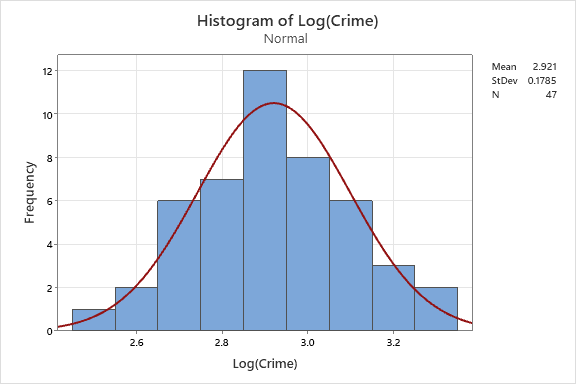 Histogram of Log(Crime)
Normal
Mean 2.921
StDev 0.1785
N 47
Frequency
12
10
8
6
4
2
0
2.6 2.8 3.0 3.2
Log(Crime)